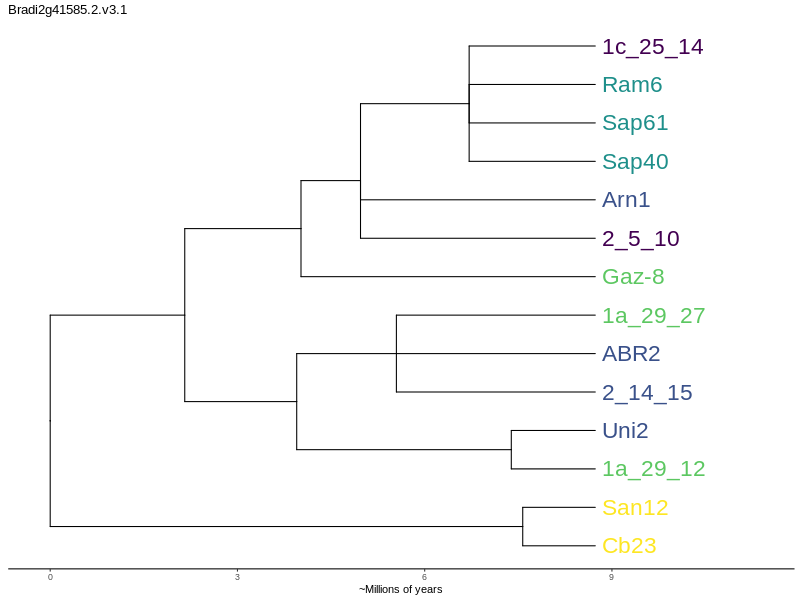 Bradi2g41585.2.v3.1
1c_25_14
Ram6
Sap61
Sap40
Arn1
2_5_10
Gaz-8
1a_29_27
ABR2
2_14_15
Uni2
1a_29_12
San12
Cb23
0 3 6 9
~Millions of years